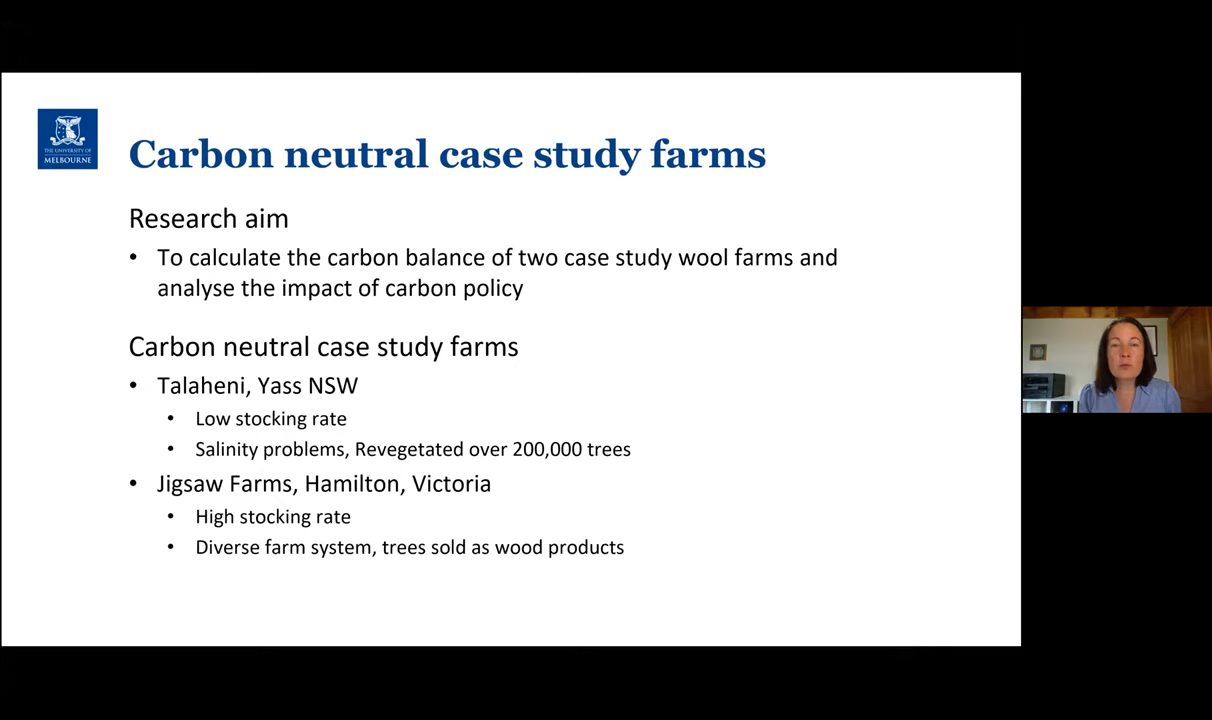 THE UNIVERSITY OF
MELBOURNE
Carbon neutral case study farms
Research aim
• To calculate the carbon balance of two case study wool farms and
analyse the impact of carbon policy
Carbon neutral case study farms
• Talaheni, Yass NSW
• Low stocking rate
• Salinity problems, Revegetated over 200,000 trees
• Jigsaw Farms, Hamilton, Victoria
• High stocking rate
• Diverse farm system, trees sold as wood products